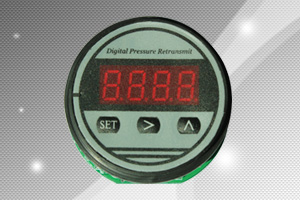 Digital Pressure Retransmit
8.8.8.8
SET > ∧